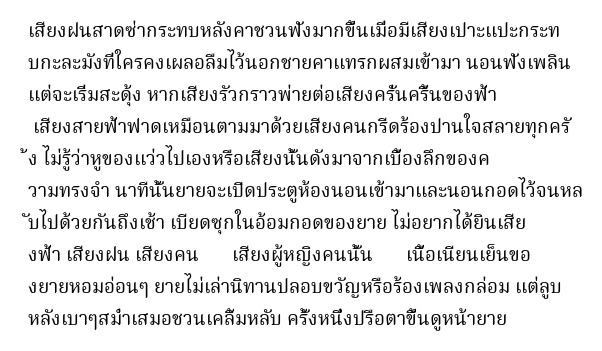 เสียงฝนสาดซ่ากระทบหลังคาชวนฟังมากขึ้นเมื่อมีเสียงเปาะแปะกระท
บกะละมังที่ใครคงเผลอลืมไว้นอกชายคาแทรกผสมเข้ามา นอนฟังเพลิน
แต่จะเริ่มสะดุ้ง หากเสียงรัวกราวพ่ายต่อเสียงครั่นครื้นของฟ้า
เสียงสายฟ้าฟาดเหมือนตามมาด้วยเสียงคนกรีดร้องปานใจสลายทุกครั
้ง ไม่รู้ว่าหูของแว่วไปเองหรือเสียงนั้นดังมาจากเบื้องลึกของค
วามทรงจำ นาทีนั้นยายจะเปิดประตูห้องนอนเข้ามาและนอนกอดไว้จนหล
ับไปด้วยกันถึงเช้า เบียดซุกในอ้อมกอดของยาย ไม่อยากได้ยินเสีย
งฟ้า เสียงฝน เสียงคน เสียงผู้หญิงคนนั้น เนื้อเนียนเย็นขอ
งยายหอมอ่อนๆ ยายไม่เล่านิทานปลอบขวัญหรือร้องเพลงกล่อม แต่ลูบ
หลังเบาๆสม่ำเสมอชวนเคลิ้มหลับ ครั้งหนึ่งปรือตาขึ้นดูหน้ายาย